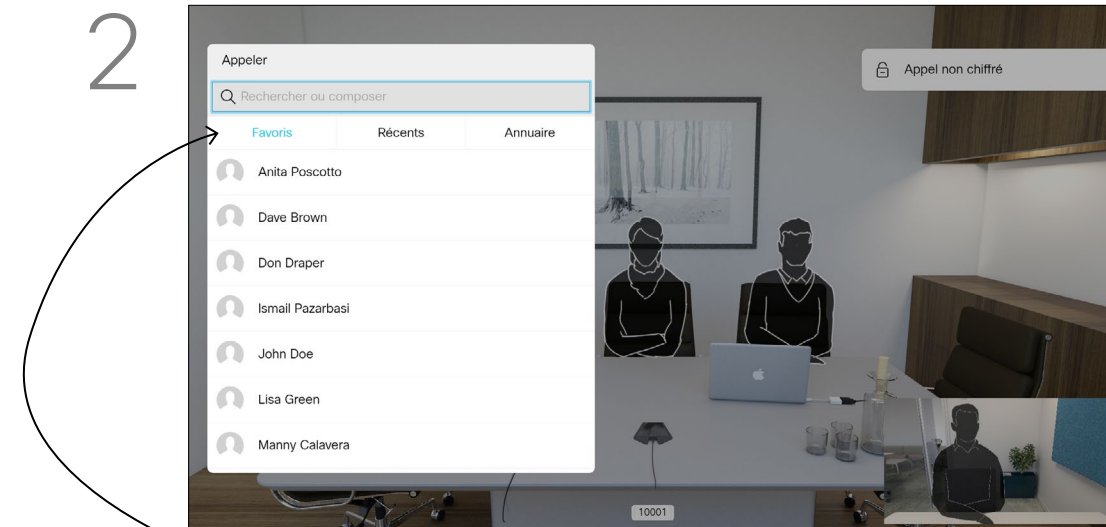 2
Appeler
Appel non chiffré
Rechercher ou composer
Favoris Récents Annuaire
Anita Poscotto
Dave Brown
Don Draper
Ismail Pazarbasi
John Doe
Lisa Green
Manny Calavera
10001